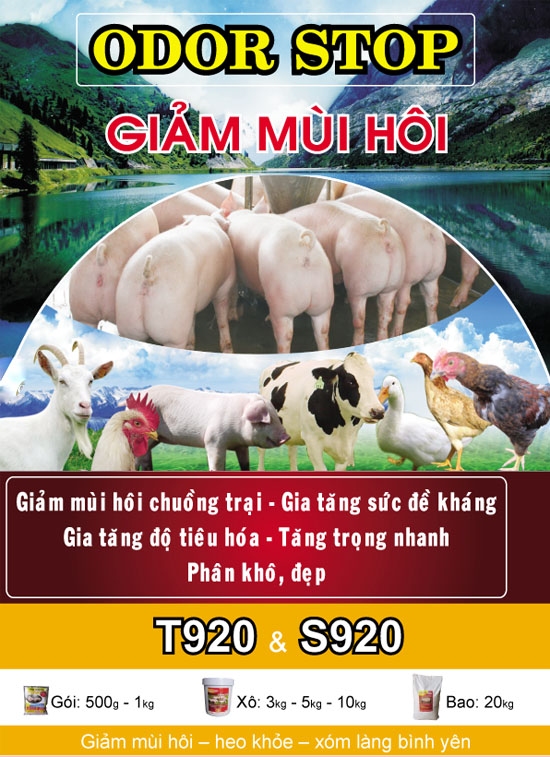 ODOR STOP
GIẢM MÙI HÔI
Giảm mùi hôi chuồng trại - Gia tăng sức đề kháng
Gia tăng độ tiêu hóa - Tăng trọng nhanh
Phân khô, đẹp
T920 & S920
Gói: 500g - 1kg
Xô: 3kg - 5kg - 10kg
Bao: 20kg
Giảm mùi hôi – heo khỏe – xóm làng bình yên